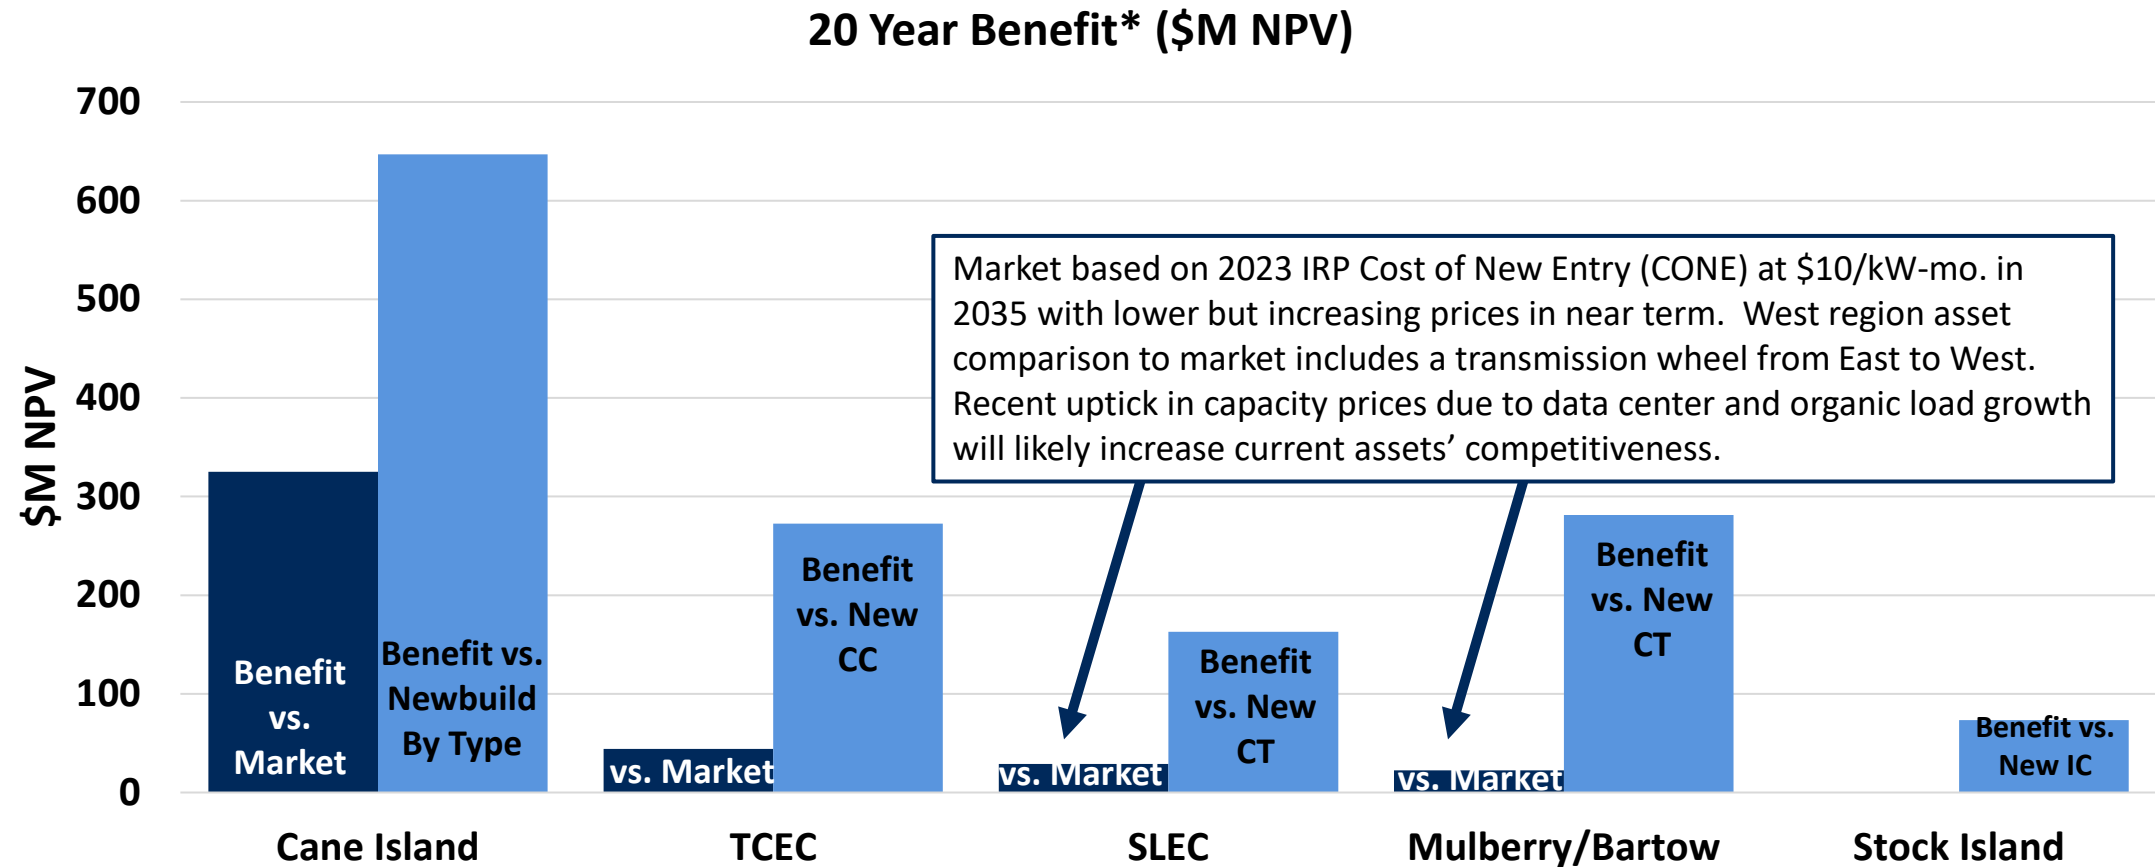 20 Year Benefit* ($M NPV)
$M NPV
700
600
500
400
300
200
100
0
Market based on 2023 IRP Cost of New Entry (CONE) at $10/kW-mo. in
2035 with lower but increasing prices in near term.  West region asset
comparison to market includes a transmission wheel from East to West.
Recent uptick in capacity prices due to data center and organic load growth
will likely increase current assets’ competitiveness.
Benefit
vs.
Market
Benefit vs.
Newbuild
By Type
vs. Market
Benefit
vs. New
CC
vs. Market
Benefit
vs. New
CT
vs. Market
Benefit
vs. New
CT
Benefit vs.
New IC
Cane Island
TCEC
SLEC
Mulberry/Bartow
Stock Island